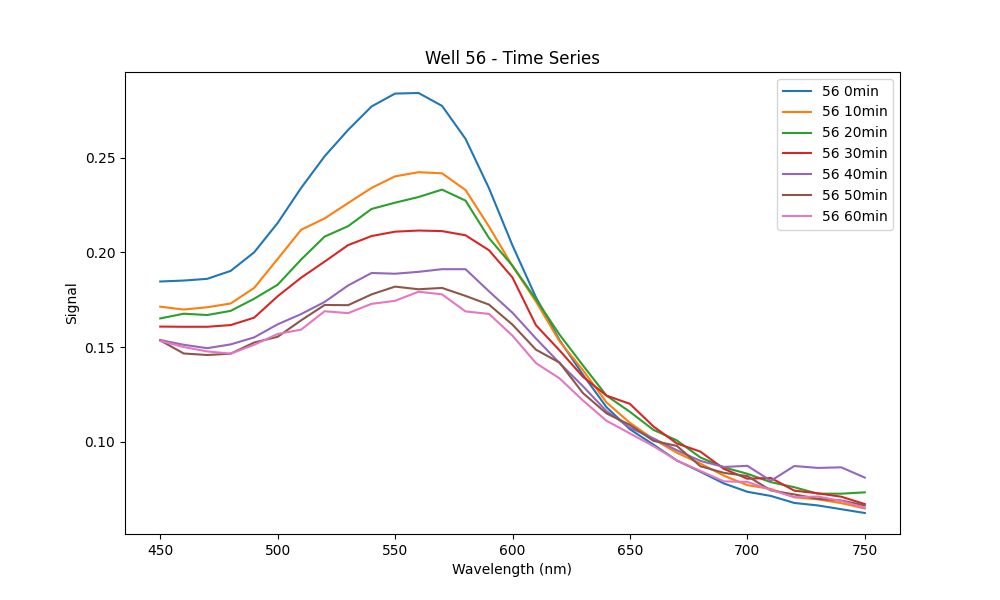 Well 56 - Time Series
56 0min
56 10min
56 20min
56 30min
56 40min
56 50min
56 60min
0.25
0.20
0.15
0.10
Signal
450 500 550 600 650 700 750
Wavelength (nm)